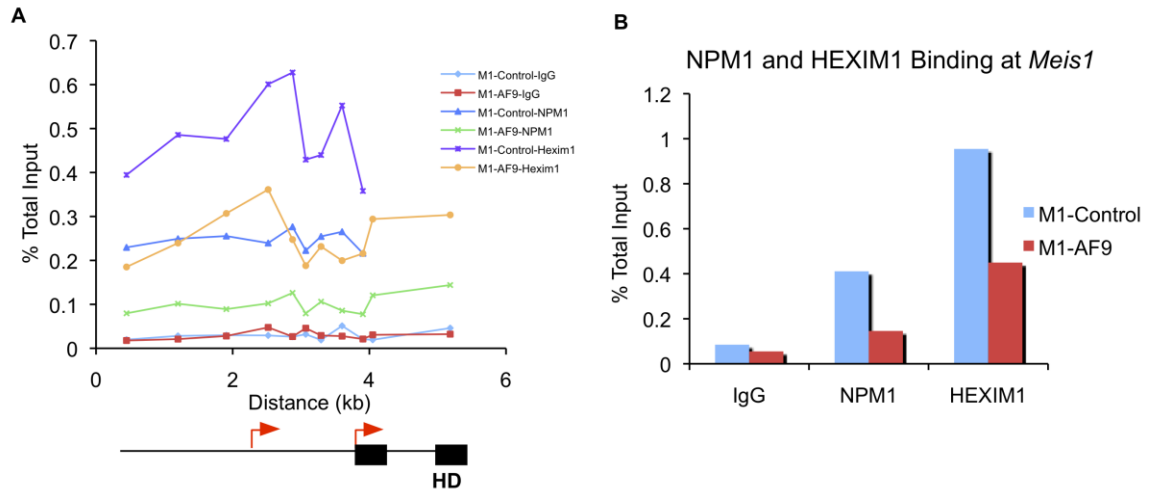 A
% Total Input
0.7
0.6
0.5
0.4
0.3
0.2
0.1
0
0 2 4 6
Distance (kb)
M1-Control-IgG
M1-AF9-IgG
M1-Control-NPM1
M1-AF9-NPM1
M1-Control-Hexim1
M1-AF9-Hexim1
HD
B
NPM1 and HEXIM1 Binding at Meis1
% Total Input
1.2
1
0.8
0.6
0.4
0.2
0
IgG NPM1 HEXIM1
M1-Control
M1-AF9